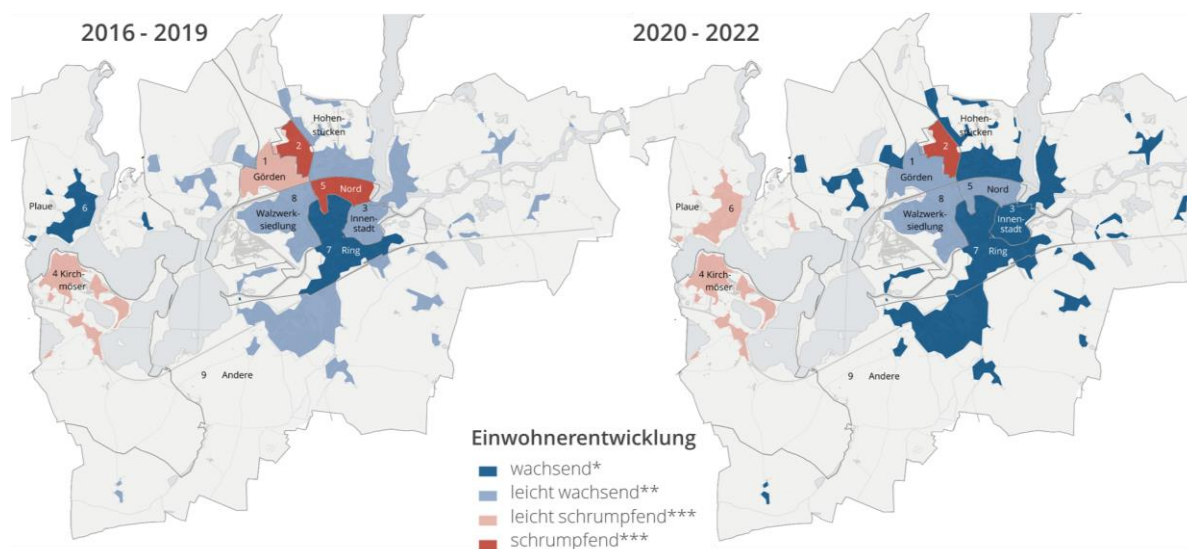 2016 - 2019
Hohen-
stücken
2
1
Görden
5 Nord
8
3
Walzwerk-
siedlung
Innen-
stadt
Plaue
6
7 Ring
4 Kirch-
möser
9 Andere
2020 - 2022
Hohen-
stücken
2
1
Görden
5 Nord
8
3
Walzwerk-
siedlung
Innen-
stadt
Plaue
6
7 Ring
4 Kirch-
möser
9 Andere
Einwohnerentwicklung
wachsend*
leicht wachsend**
leicht schrumpfend***
schrumpfend***